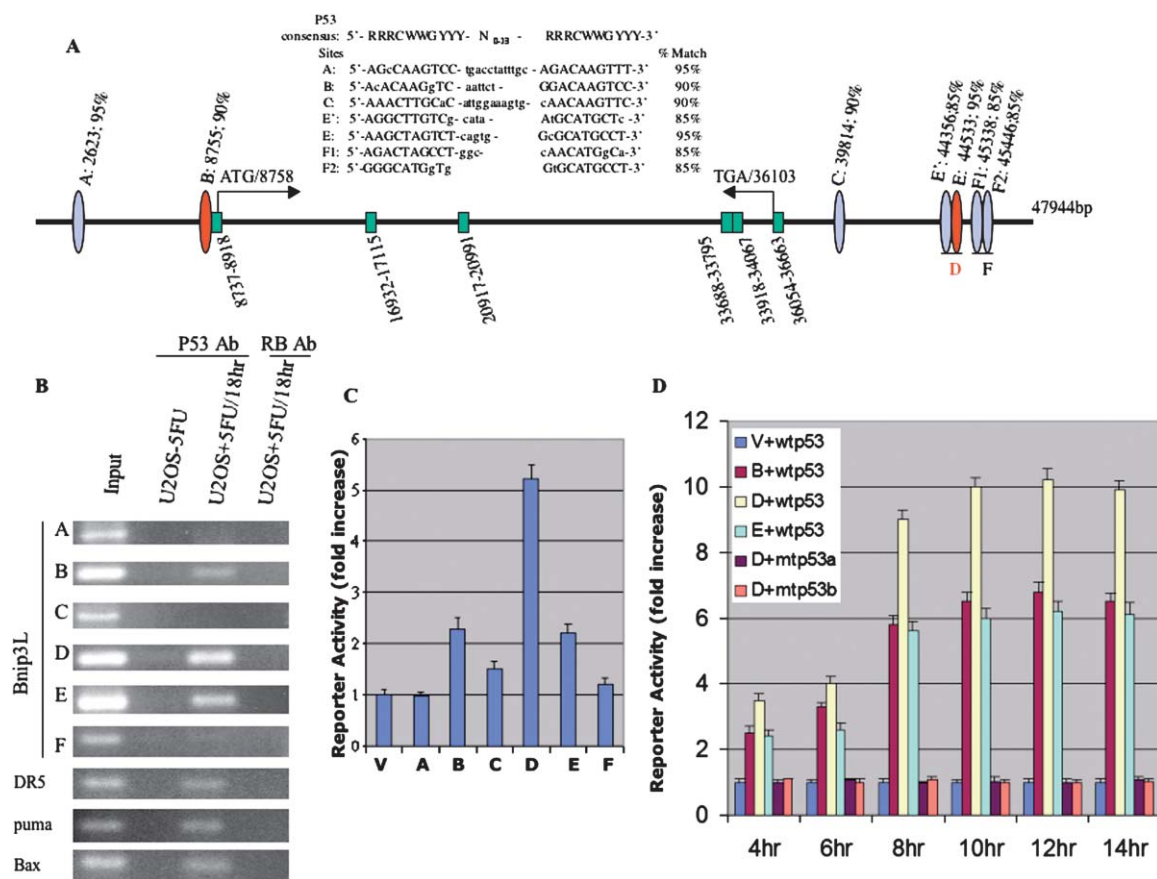 A
P53
consensus: 5'- RRRCWWGYYY- N 0-13 - RRRCWWGYYY-3'
Sites % Match
A: 5'-AGcCAAGTCC- tgacctatttgc - AGACAAGTTT-3' 95%
B: 5'-AcACAAGgTC - aattct - GGACAAGTCC-3' 90%
C: 5'-AAACTTGCaC - attggaaagtg- cAACAAGTTC-3' 90%
E': 5'-AGGCTTGTCg - cata - AtGCATGCTc - 3' 85%
E: 5'-AAGCTAGTCT - cagtg - GcGCATGCCT-3' 95%
F1: 5'-AGACTAGCCT - ggc- cAACATGgCa - 3' 85%
F2: 5'-GGGCATGgTg GtGCATGCCT-3' 85%
A: 2623; 95%
B: 8755; 90%
ATG/8758
TGA/36103
C: 39814; 90%
E': 44356;85%
E: 44533; 95%
F1: 45338; 85%
F2: 45446;85%
47944bp
8737-8918
16932-17115
20917-20991
33688-33795
33918-34067
36054-36663
D
F
B
P53 Ab RB Ab
Input
U2OS-5FU
U2OS+5FU/18hr
U2OS+5FU/18hr
Bnip3L
A
B
C
D
E
F
DR5
puma
Bax
C
Reporter Activity (fold increase)
6
5
4
3
2
1
0
V A B C D E F
D
Reporter Activity (fold increase)
12
10
8
6
4
2
0
V+wtp53
B+wtp53
D+wtp53
E+wtp53
D+mtp53a
D+mtp53b
4hr 6hr 8hr 10hr 12hr 14hr